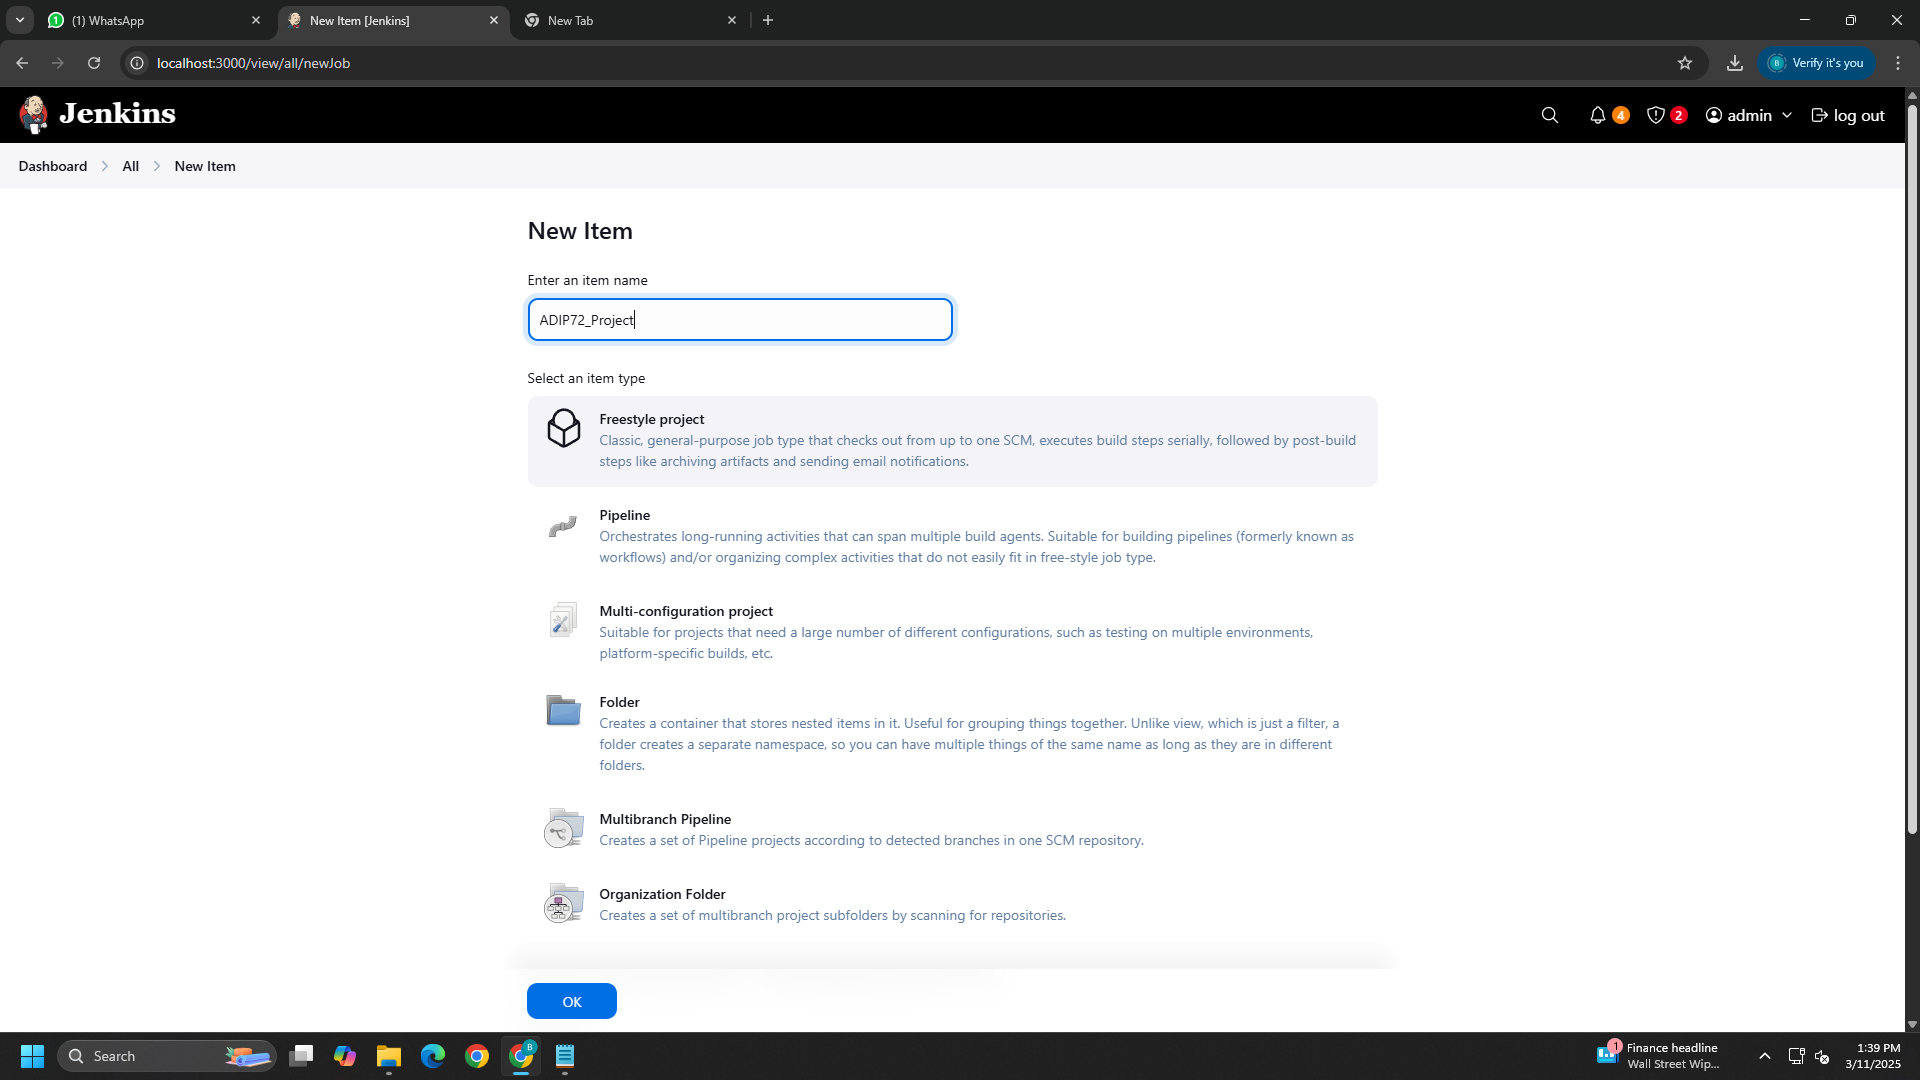 (1) WhatsApp
New Item [Jenkins]
New Tab
localhost:3000/view/all/newJob
B
Verify it's you
Jenkins
4
2
admin
log out
Dashboard
All
New Item
New Item
Enter an item name
ADIP72_Project
Select an item type
Freestyle project
Classic, general-purpose job type that checks out from up to one SCM, executes build steps serially, followed by post-build
steps like archiving artifacts and sending email notifications.
Pipeline
Orchestrates long-running activities that can span multiple build agents. Suitable for building pipelines (formerly known as
workflows) and/or organizing complex activities that do not easily fit in free-style job type.
Multi-configuration project
Suitable for projects that need a large number of different configurations, such as testing on multiple environments,
platform-specific builds, etc.
Folder
Creates a container that stores nested items in it. Useful for grouping things together. Unlike view, which is just a filter, a
folder creates a separate namespace, so you can have multiple things of the same name as long as they are in different
folders.
Multibranch Pipeline
Creates a set of Pipeline projects according to detected branches in one SCM repository.
Organization Folder
Creates a set of multibranch project subfolders by scanning for repositories.
OK
Search
B
1
Finance headline
Wall Street Wip...
1:39 PM
3/11/2025